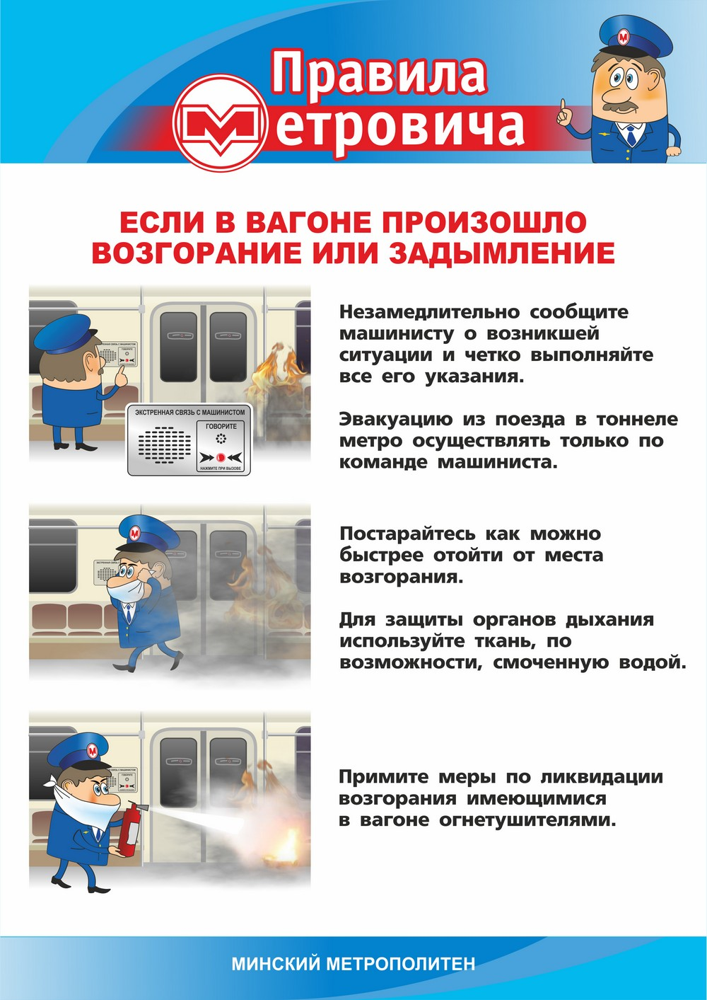 Правила
Метровича
ЕСЛИ В ВАГОНЕ ПРОИЗОШЛО
ВОЗГОРАНИЕ ИЛИ ЗАДЫМЛЕНИЕ
Незамедлительно сообщите
машинисту о возникшей
ситуации и четко выполняйте
все его указания.
Эвакуацию из поезда в тоннеле
метро осуществлять только по
команде машиниста.
ЭКСТРЕННАЯ СВЯЗЬ С МАШИНИСТОМ
ГОВОРИТЕ
НАЖМИТЕ ПРИ ВЫЗОВЕ
Постарайтесь как можно
быстрее отойти от места
возгорания.
Для защиты органов дыхания
используйте ткань, по
возможности, смоченную водой.
Примите меры по ликвидации
возгорания имеющимися
в вагоне огнетушителями.
МИНСКИЙ МЕТРОПОЛИТЕН